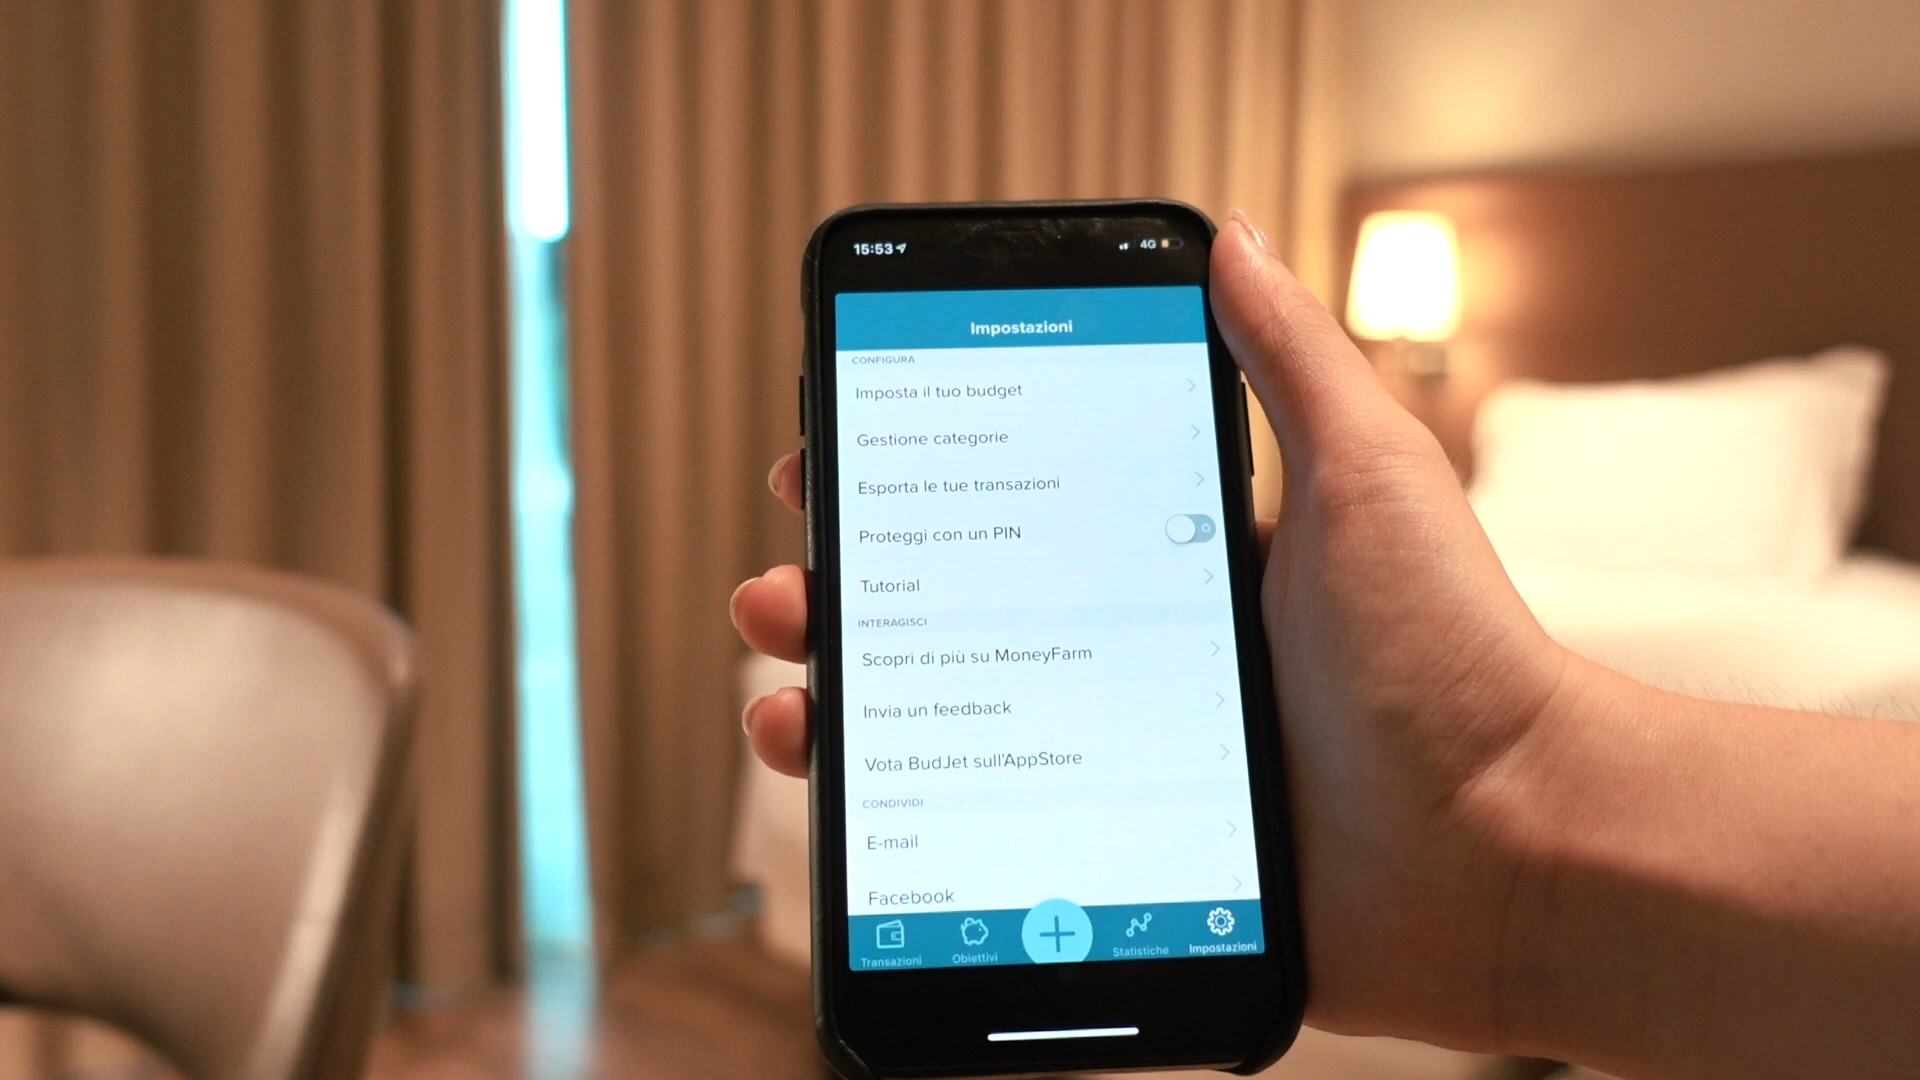 15:53
4G
Impostazioni
CONFIGURA
Imposta il tuo budget
Gestione categorie
Esporta le tue transazioni
Proteggi con un PIN
Tutorial
INTERAGISCI
Scopri di più su MoneyFarm
Invia un feedback
Vota BudJet sull'AppStore
CONDIVIDI
E-mail
Facebook
Transazioni
Obiettivi
Statistiche
Impostazioni